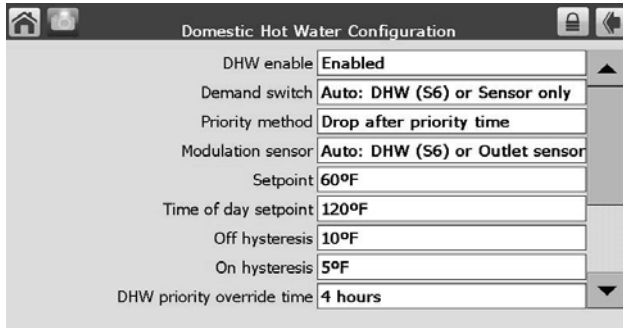 Domestic Hot Water Configuration
DHW enable Enabled
Demand switch Auto: DHW (S6) or Sensor only
Priority method Drop after priority time
Modulation sensor Auto: DHW (S6) or Outlet sensor
Setpoint 60ºF
Time of day setpoint 120ºF
Off hysteresis 10ºF
On hysteresis 5ºF
DHW priority override time 4 hours